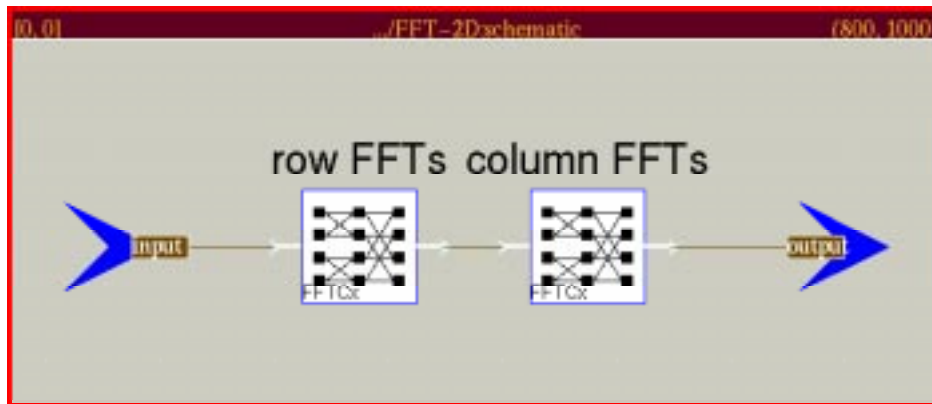 [0, 0] .../FFT-2D:schematic (800, 1000
row FFTs column FFTs
input output
FFTCx FFTCx